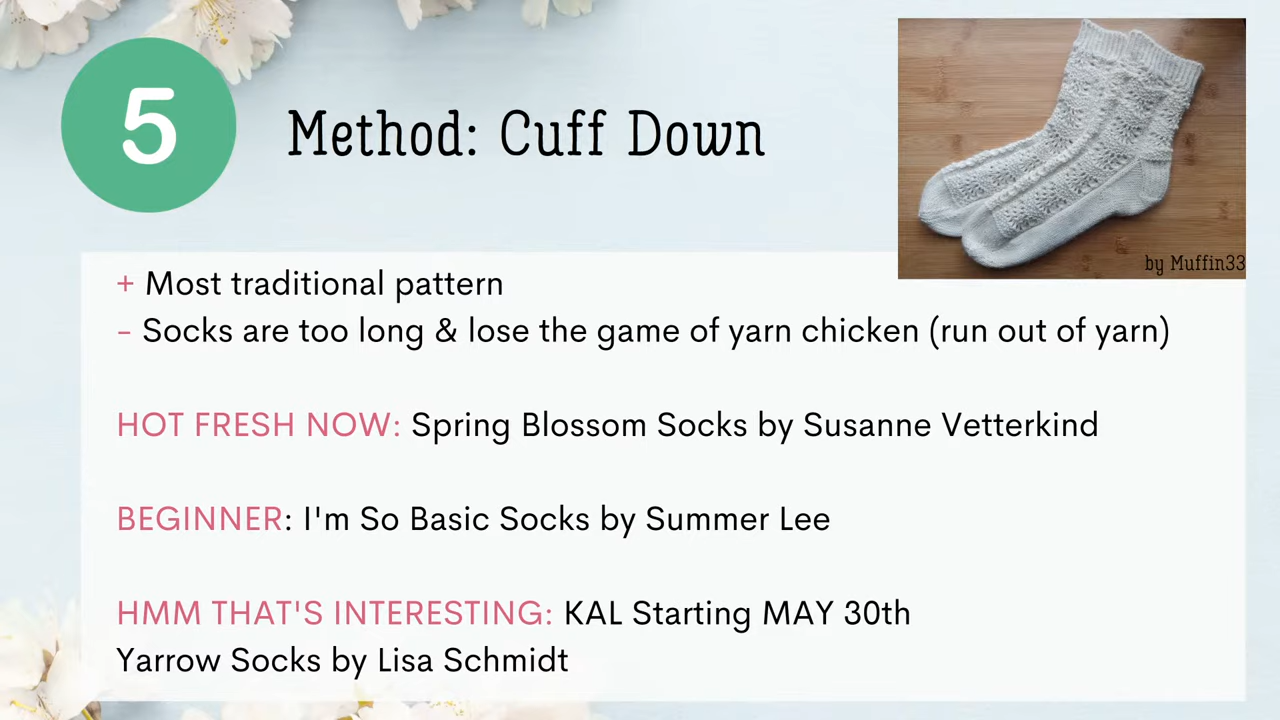 5
Method: Cuff Down
by Muffin33
+ Most traditional pattern
- Socks are too long & lose the game of yarn chicken (run out of yarn)
HOT FRESH NOW: Spring Blossom Socks by Susanne Vetterkind
BEGINNER: I'm So Basic Socks by Summer Lee
HMM THAT'S INTERESTING: KAL Starting MAY 30th
Yarrow Socks by Lisa Schmidt